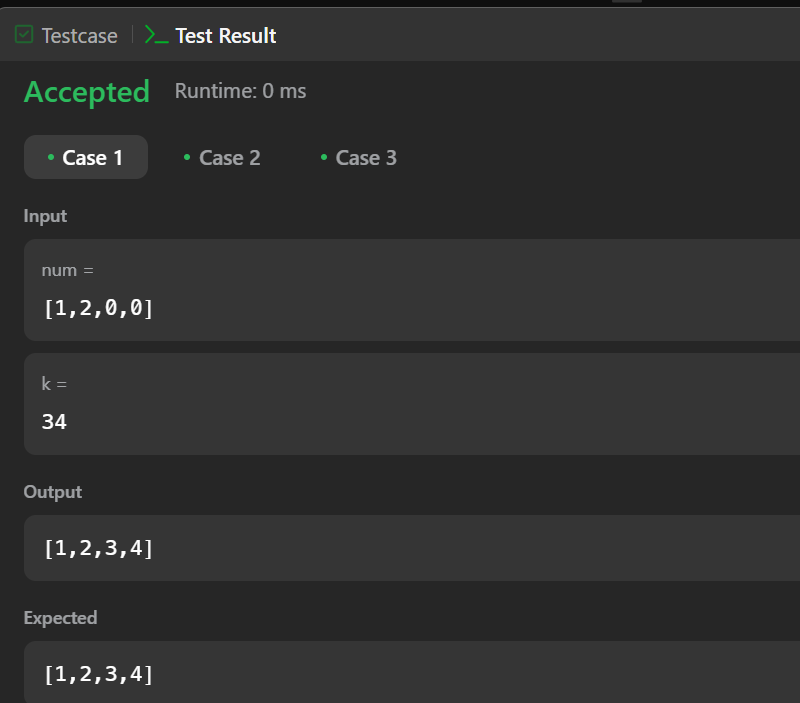 Testcase
Test Result
Accepted Runtime: 0 ms
Case 1 Case 2 Case 3
Input
num =
[1,2,0,0]
k =
34
Output
[1,2,3,4]
Expected
[1,2,3,4]